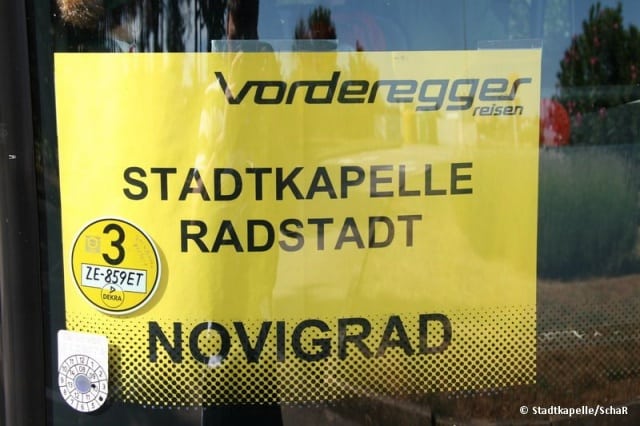 Vorderegger
reisen
STADTKAPELLE
RADSTADT
3
ZE-859ET
DEKRA
NOVIGRAD
© Stadtkapelle/SchaR